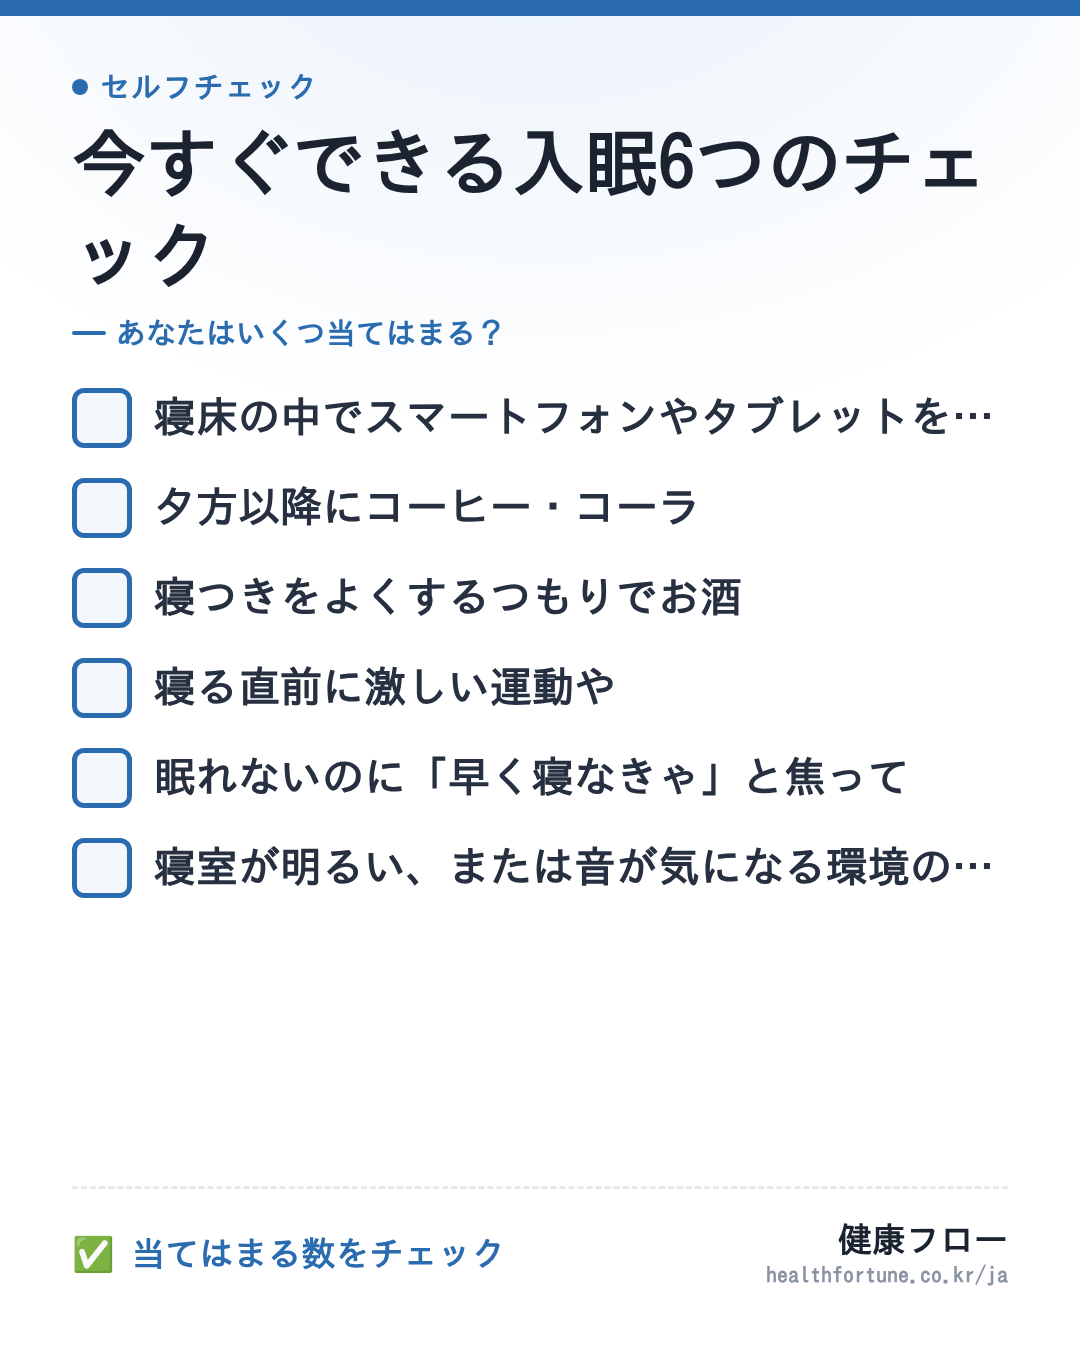 セルフチェック
今すぐできる入眠6つのチェ
ック
— あなたはいくつ当てはまる？
寝床の中でスマートフォンやタブレットを…
夕方以降にコーヒー・コーラ
寝つきをよくするつもりでお酒
寝る直前に激しい運動や
眠れないのに「早く寝なきゃ」と焦って
寝室が明るい、または音が気になる環境の…
✅ 当てはまる数をチェック
健康フロー
healthfortune.co.kr/ja